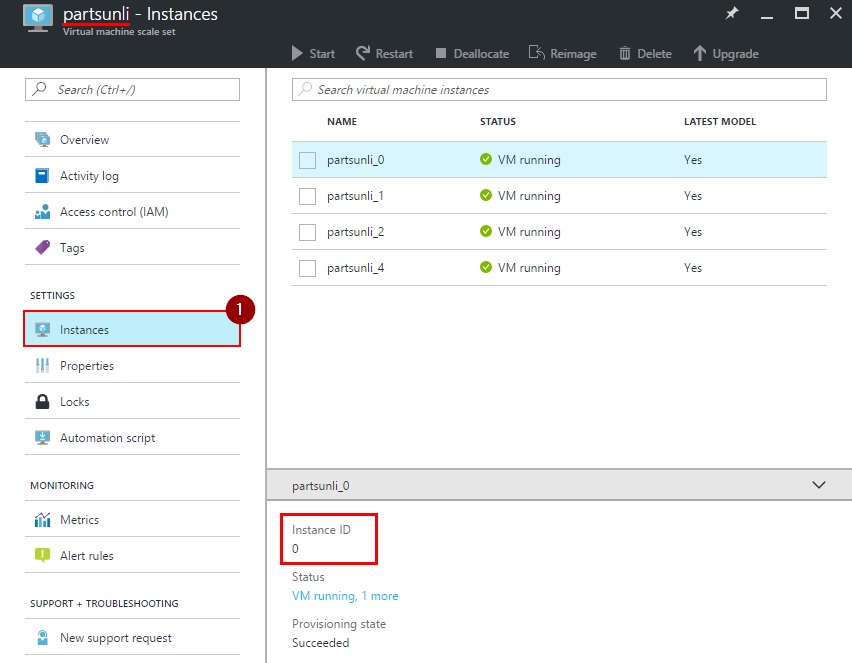 partsunli - Instances
Virtual machine scale set
Start Restart Deallocate Reimage Delete Upgrade
Search (Ctrl+/)
Overview
Activity log
Access control (IAM)
Tags
SETTINGS
1
Instances
Properties
Locks
Automation script
MONITORING
Metrics
Alert rules
SUPPORT + TROUBLESHOOTING
New support request
Search virtual machine instances
NAME STATUS LATEST MODEL
partsunli_0 VM running Yes
partsunli_1 VM running Yes
partsunli_2 VM running Yes
partsunli_4 VM running Yes
partsunli_0
Instance ID
0
Status
VM running, 1 more
Provisioning state
Succeeded